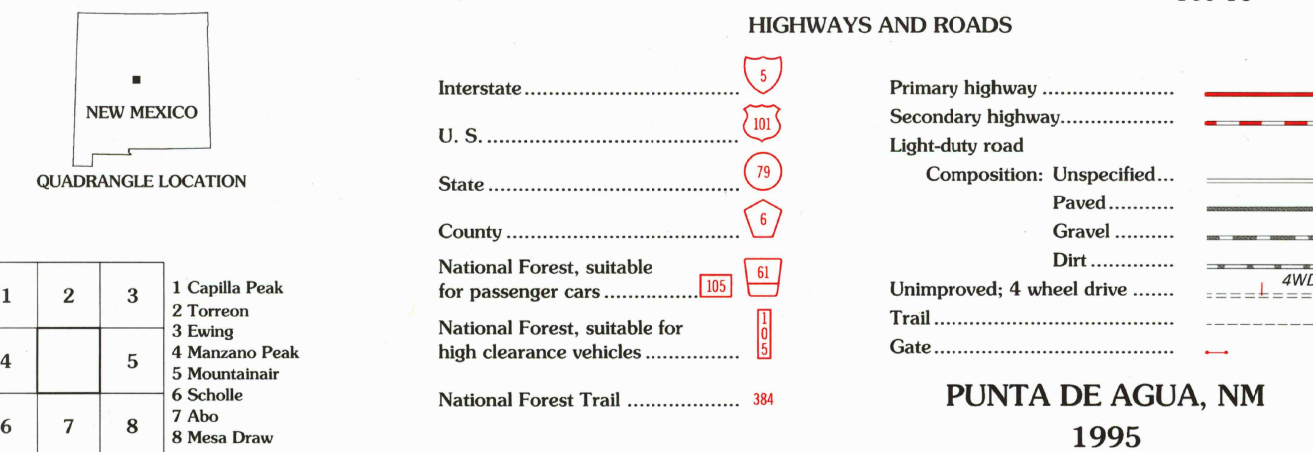 HIGHWAYS AND ROADS
NEW MEXICO
QUADRANGLE LOCATION
1 2 3
4 5
6 7 8
1 Capilla Peak
2 Torreon
3 Ewing
4 Manzano Peak
5 Mountainair
6 Scholle
7 Abo
8 Mesa Draw
Interstate 5
U. S. 101
State 79
County 6
National Forest, suitable
for passenger cars 105 61
National Forest, suitable for
high clearance vehicles 105
National Forest Trail 384
Primary highway
Secondary highway
Light-duty road
Composition: Unspecified
Paved
Gravel
Dirt
Unimproved; 4 wheel drive 4WD
Trail
Gate
PUNTA DE AGUA, NM
1995